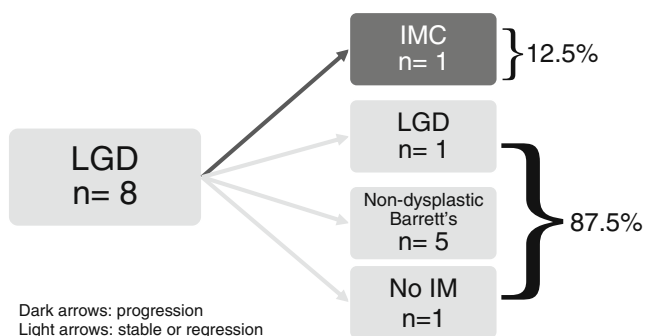 IMC
n= 1
12.5%
LGD
n= 8
LGD
n= 1
Non-dysplastic
Barrett's
n= 5
87.5%
No IM
n=1
Dark arrows: progression
Light arrows: stable or regression